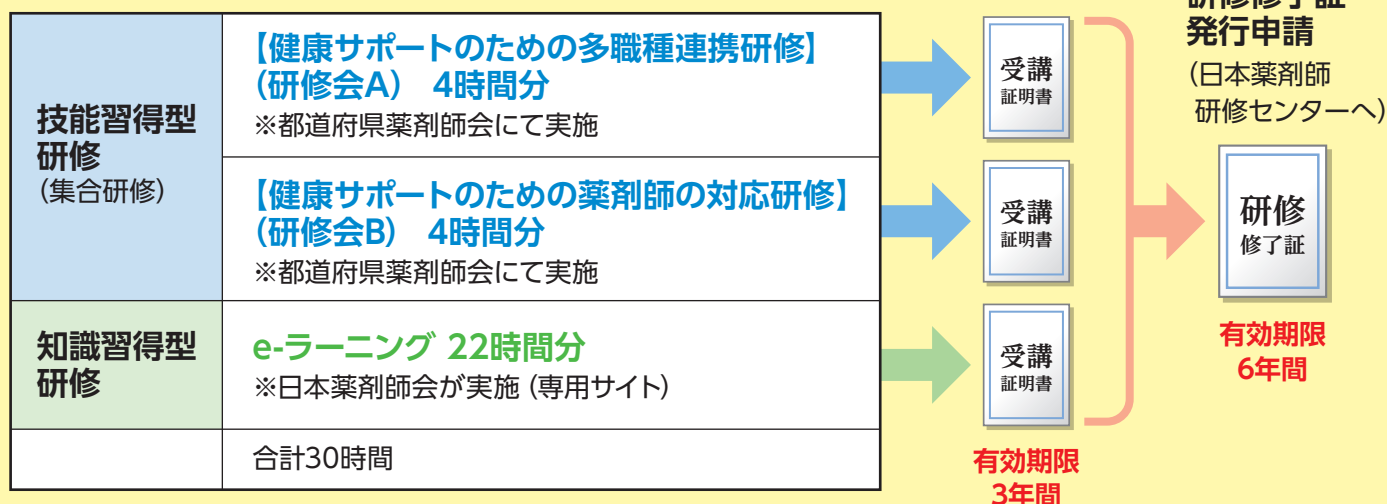 技能習得型
研修
（集合研修）
【健康サポートのための多職種連携研修】
（研修会A） 4時間分
※都道府県薬剤師会にて実施
【健康サポートのための薬剤師の対応研修】
（研修会B） 4時間分
※都道府県薬剤師会にて実施
知識習得型
研修
e-ラーニング 22時間分
※日本薬剤師会が実施（専用サイト）
合計30時間
受講
証明書
受講
証明書
受講
証明書
有効期限
3年間
研修修了証
発行申請
（日本薬剤師
研修センターへ）
研修
修了証
有効期限
6年間